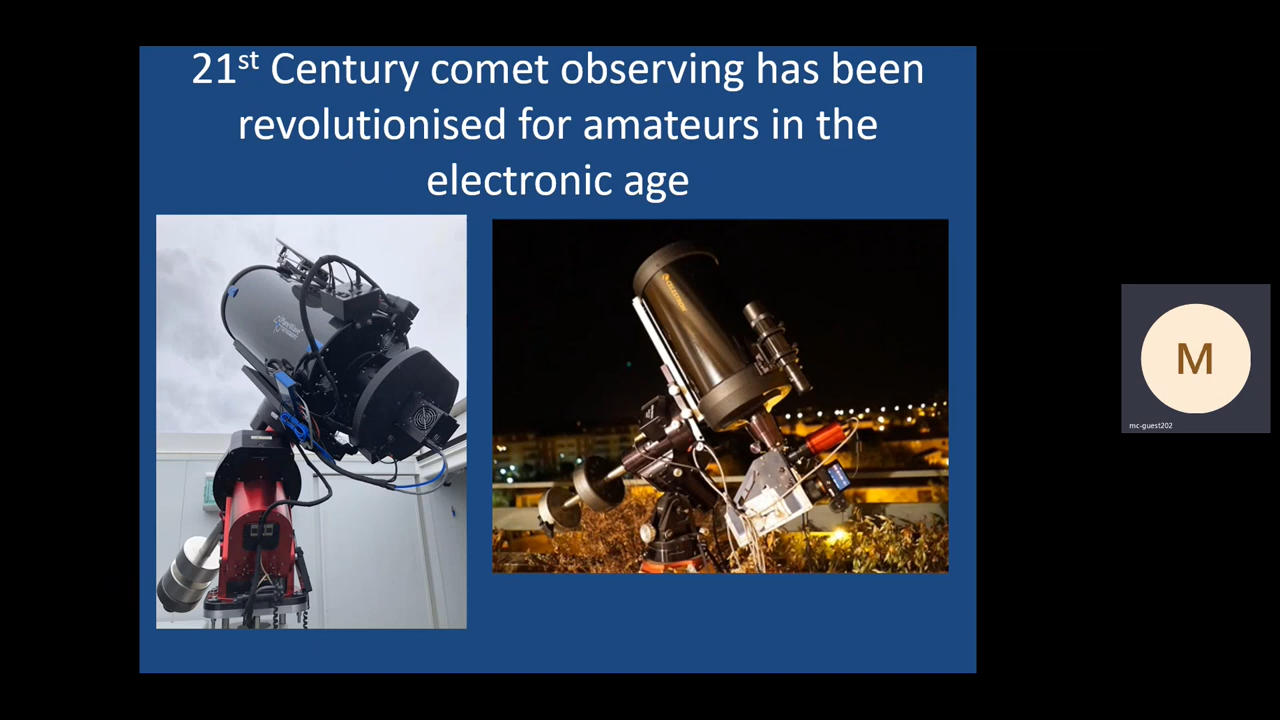 21st Century comet observing has been
revolutionised for amateurs in the
electronic age
M
mc-guest202